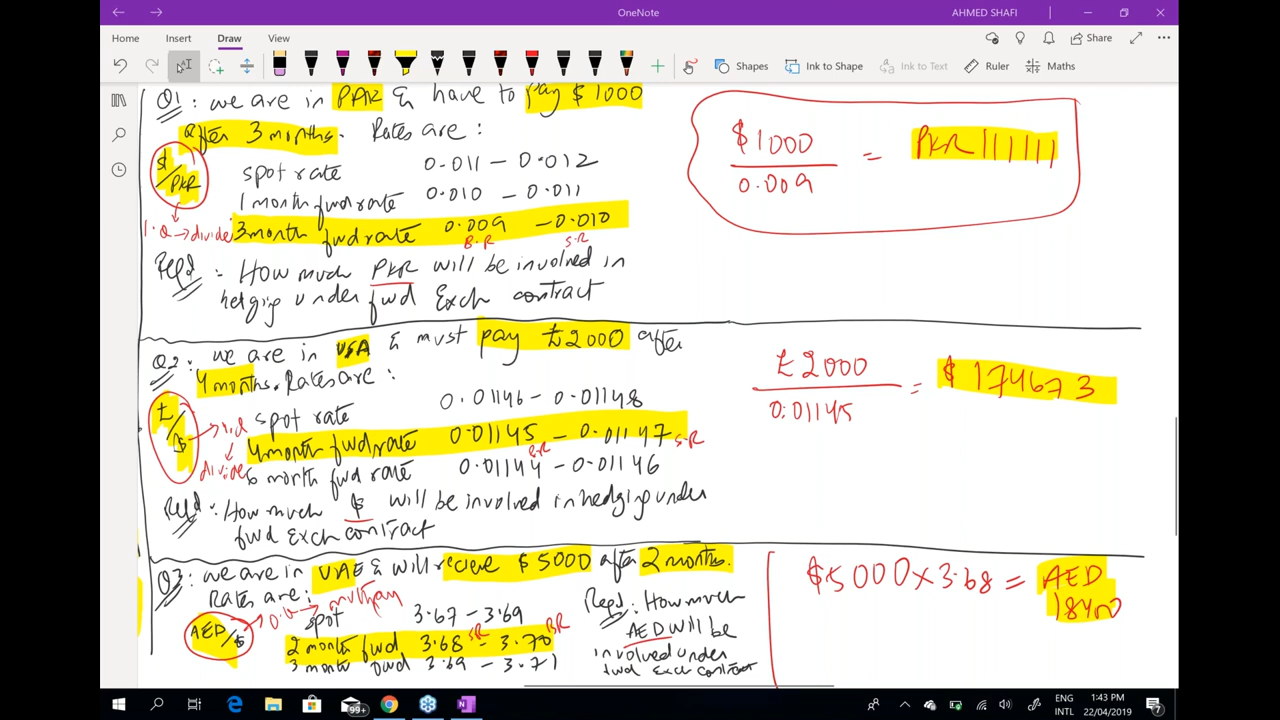 OneNote
AHMED SHAFI
Home Insert Draw View
Share
Shapes Ink to Shape Ink to Text Ruler Maths
Q1: we are in PKR & have to pay $1000
after 3 months. Rates are:
$/PKR
spot rate 0.011 - 0.012
1 month fwd rate 0.010 - 0.011
I.Q → divide
3 month fwd rate 0.009 - 0.010
B.R S.R
Reqd: How much PKR will be involved in
hedging under fwd Exch contract
$1000
0.009
= PKR 111111
Q2: we are in USA & must pay £2000 after
4 months. Rates are:
£/$
spot rate 0.01146 - 0.01148
4 month fwd rate 0.01145 - 0.01147
B.R S.R
divide
6 month fwd rate 0.01144 - 0.01146
Reqd: How much $ will be involved in hedging under
fwd Exch contract
£2000
0.01145
= $ 174673
Q3: we are in UAE & will recieve $5000 after 2 months.
Rates are:
AED/$
spot 3.67 - 3.69
2 month fwd 3.68 - 3.70
SR BR
3 month fwd 3.69 - 3.71
Reqd: How much
AED will be
involved under
fwd exch contract
$5000 x 3.68 = AED
18400
99+
ENG
INTL
1:43 PM
22/04/2019
7